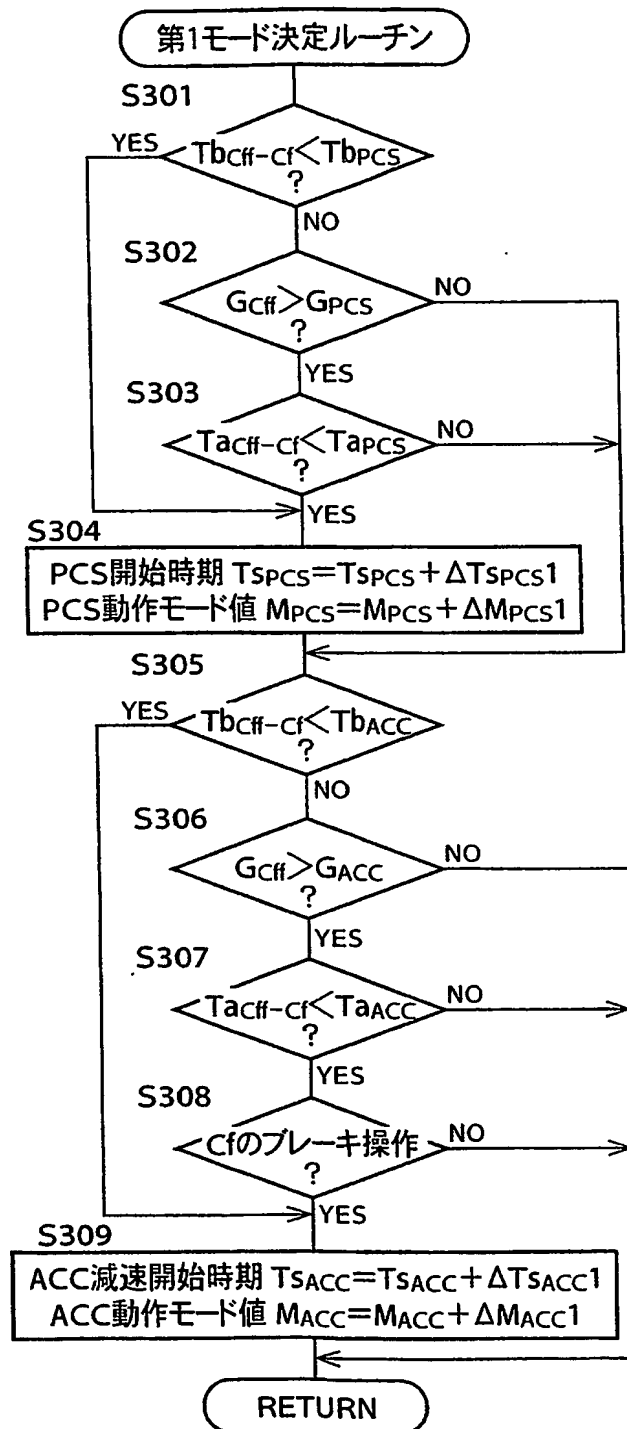 第1モード決定ルーチン
S301
TbCff-Cf<TbPCS
?
YES
NO
S302
GCff>GPCS
?
NO
YES
S303
TaCff-Cf<TaPCS
?
NO
YES
S304
PCS開始時期 TsPCS=TsPCS+ΔTsPCS1
PCS動作モード値 MPCS=MPCS+ΔMPCS1
S305
TbCff-Cf<TbACC
?
YES
NO
S306
GCff>GACC
?
NO
YES
S307
TaCff-Cf<TaACC
?
NO
YES
S308
Cfのブレーキ操作
?
NO
YES
S309
ACC減速開始時期 TsACC=TsACC+ΔTsACC1
ACC動作モード値 MACC=MACC+ΔMACC1
RETURN